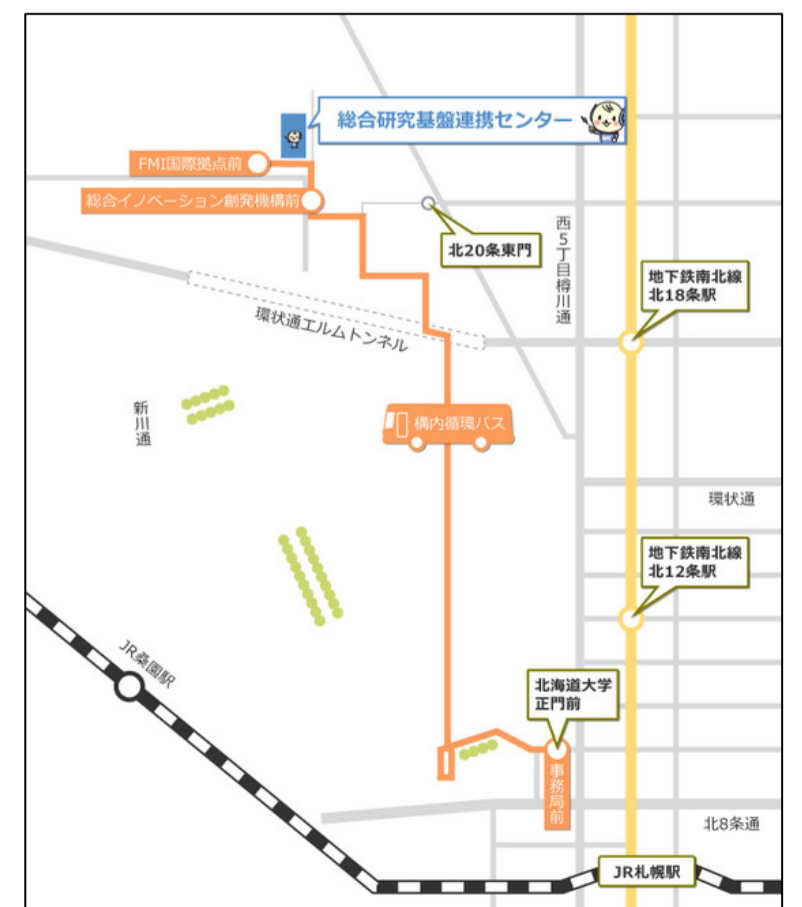 総合研究基盤連携センター
FMI国際拠点前
総合イノベーション創発機構前
北20条東門
西5丁目樽川通
地下鉄南北線
北18条駅
環状通エルムトンネル
新川通
構内循環バス
環状通
地下鉄南北線
北12条駅
JR桑園駅
北海道大学
正門前
事務局前
北8条通
JR札幌駅